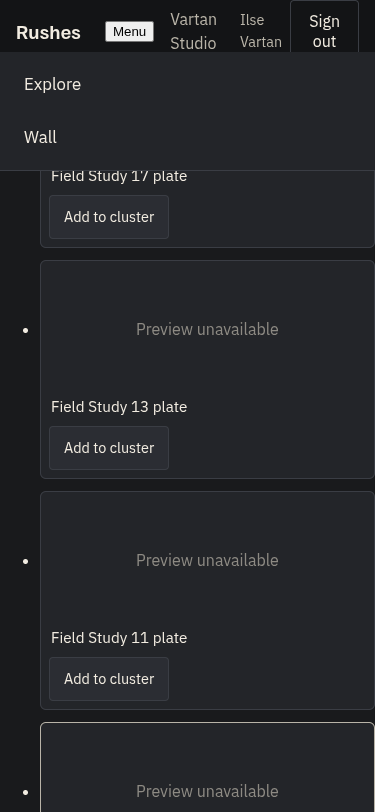 Rushes
Menu
Vartan
Studio
Ilse
Vartan
Sign
out
Explore
Wall
Field Study 17 plate
Add to cluster
Preview unavailable
Field Study 13 plate
Add to cluster
Preview unavailable
Field Study 11 plate
Add to cluster
Preview unavailable